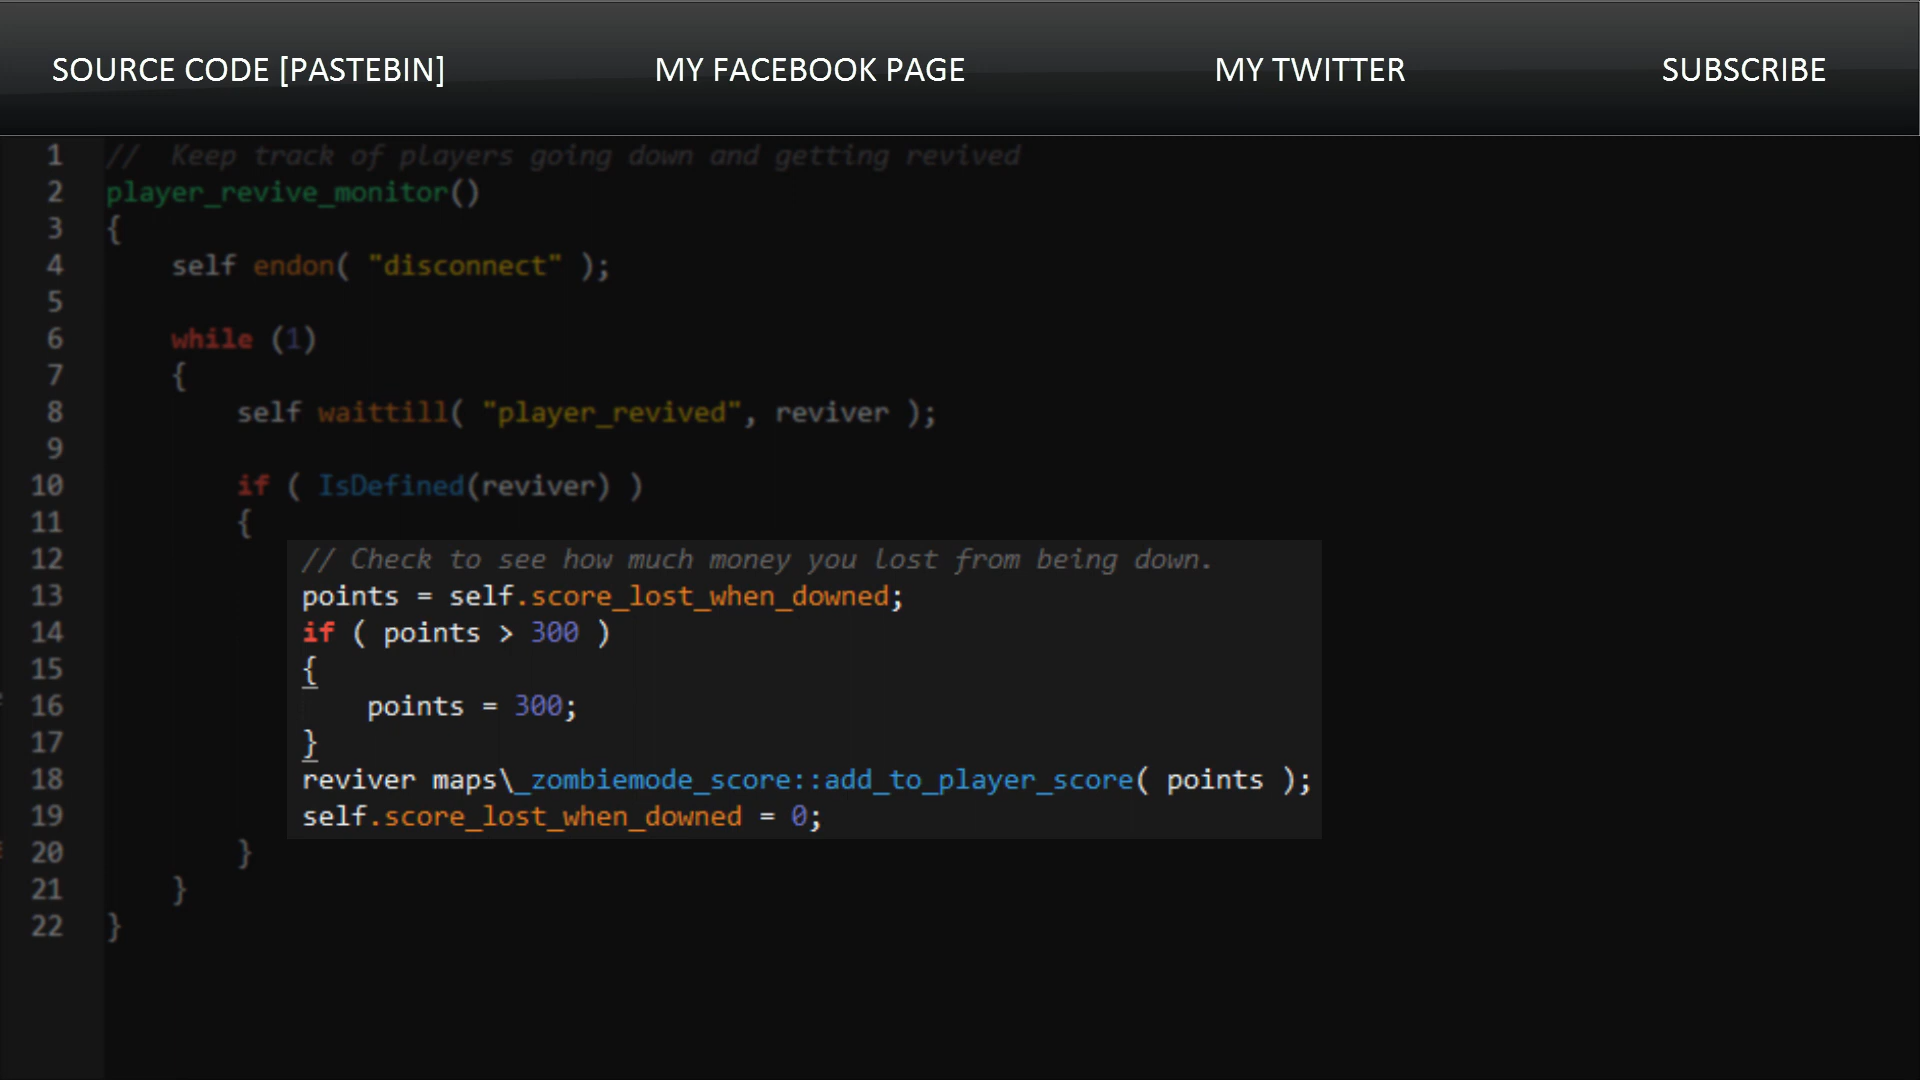 SOURCE CODE [PASTEBIN] MY FACEBOOK PAGE MY TWITTER SUBSCRIBE
1 // Keep track of players going down and getting revived
2 player_revive_monitor()
3 {
4 self endon( "disconnect" );
5
6 while (1)
7 {
8 self waittill( "player_revived", reviver );
9
10 if ( IsDefined(reviver) )
11 {
12 // Check to see how much money you lost from being down.
13 points = self.score_lost_when_downed;
14 if ( points > 300 )
15 {
16 points = 300;
17 }
18 reviver maps\_zombiemode_score::add_to_player_score( points );
19 self.score_lost_when_downed = 0;
20 }
21 }
22 }